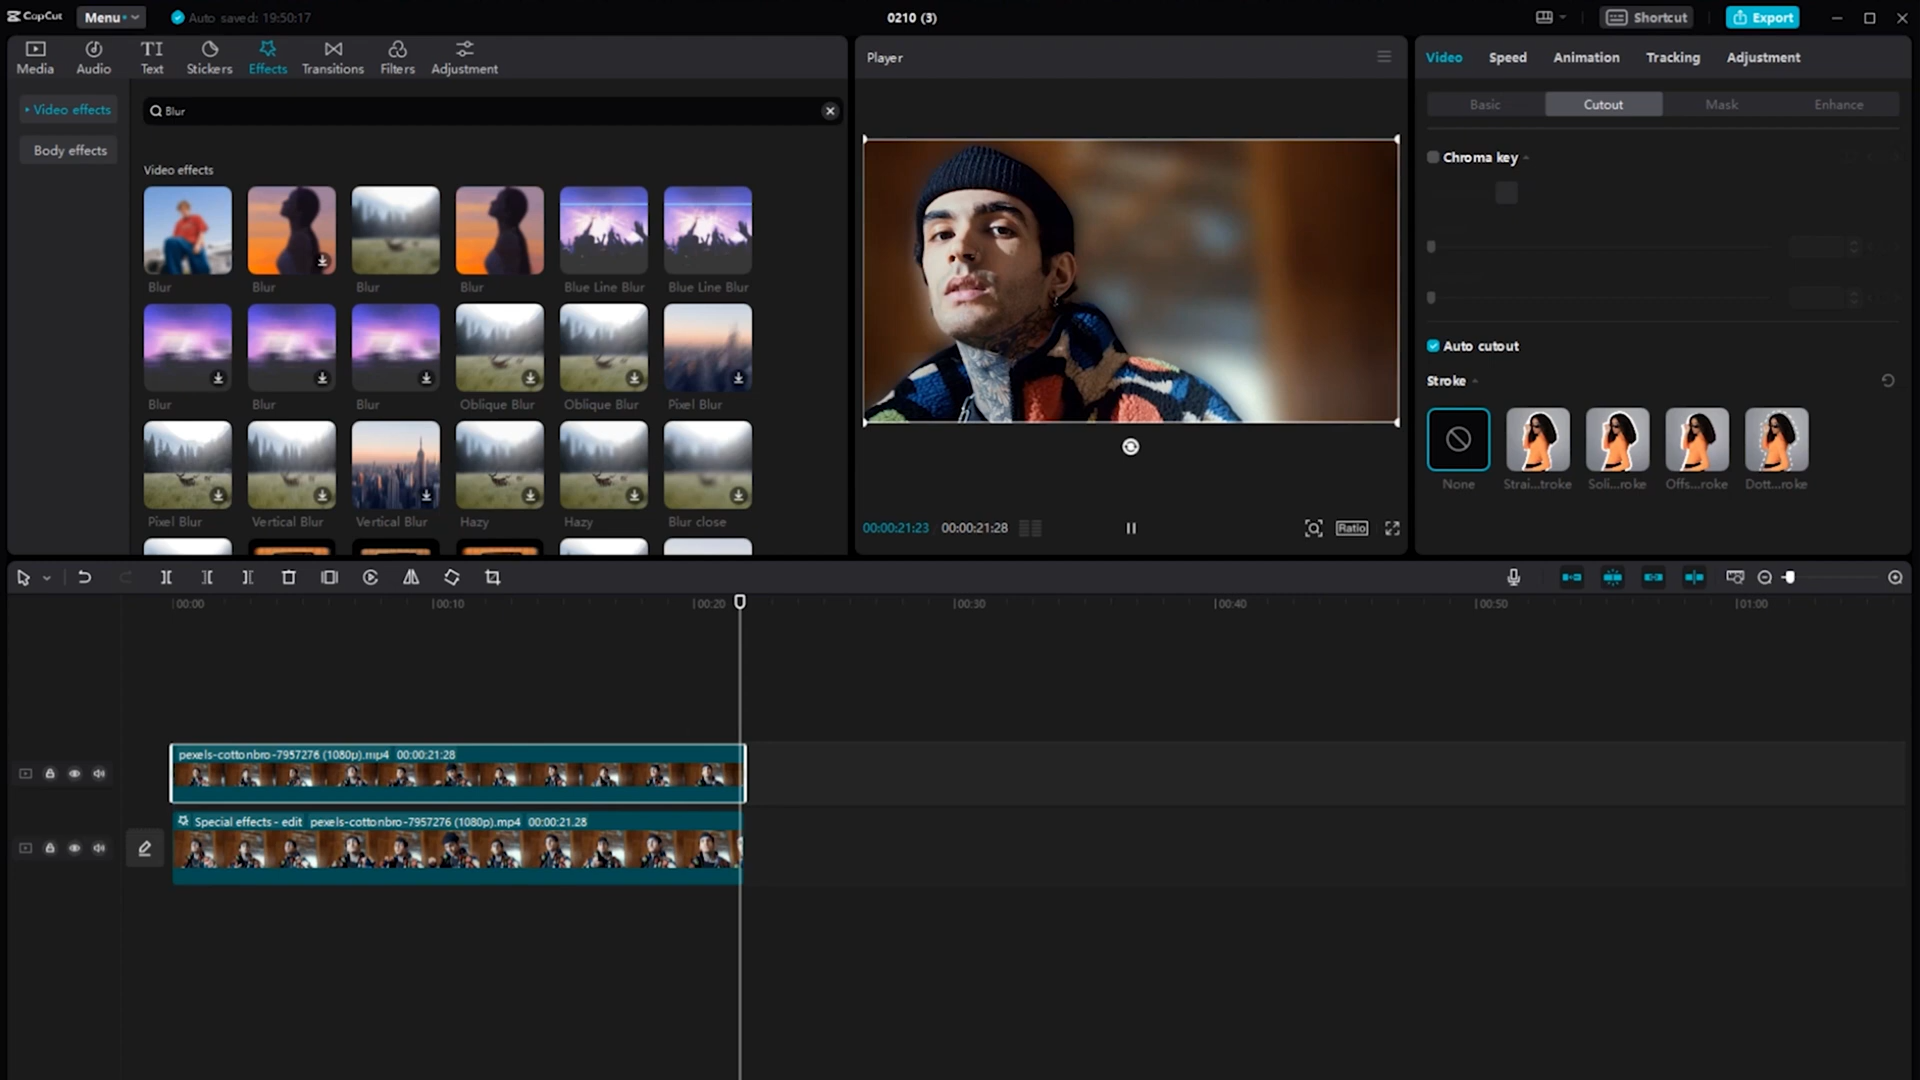 CapCut
Menu
Auto saved: 19:50:17
0210 (3)
Shortcut
Export
Media
Audio
TI
Text
Stickers
Effects
Transitions
Filters
Adjustment
Video effects
Body effects
Blur
Video effects
Blur
Blur
Blur
Blur
Blue Line Blur
Blue Line Blur
Blur
Blur
Blur
Oblique Blur
Oblique Blur
Pixel Blur
Pixel Blur
Vertical Blur
Vertical Blur
Hazy
Hazy
Blur close
Player
00:00:21:23
00:00:21:28
Ratio
Video
Speed
Animation
Tracking
Adjustment
Basic
Cutout
Mask
Enhance
Chroma key
Auto cutout
Stroke
None
Strai...troke
Soli...roke
Offs...roke
Dott...roke
00:00
00:10
00:20
00:30
00:40
00:50
01:00
pexels-cottonbro-7957276 (1080p).mp4 00:00:21:28
Special effects - edit pexels-cottonbro-7957276 (1080p).mp4 00:00:21:28